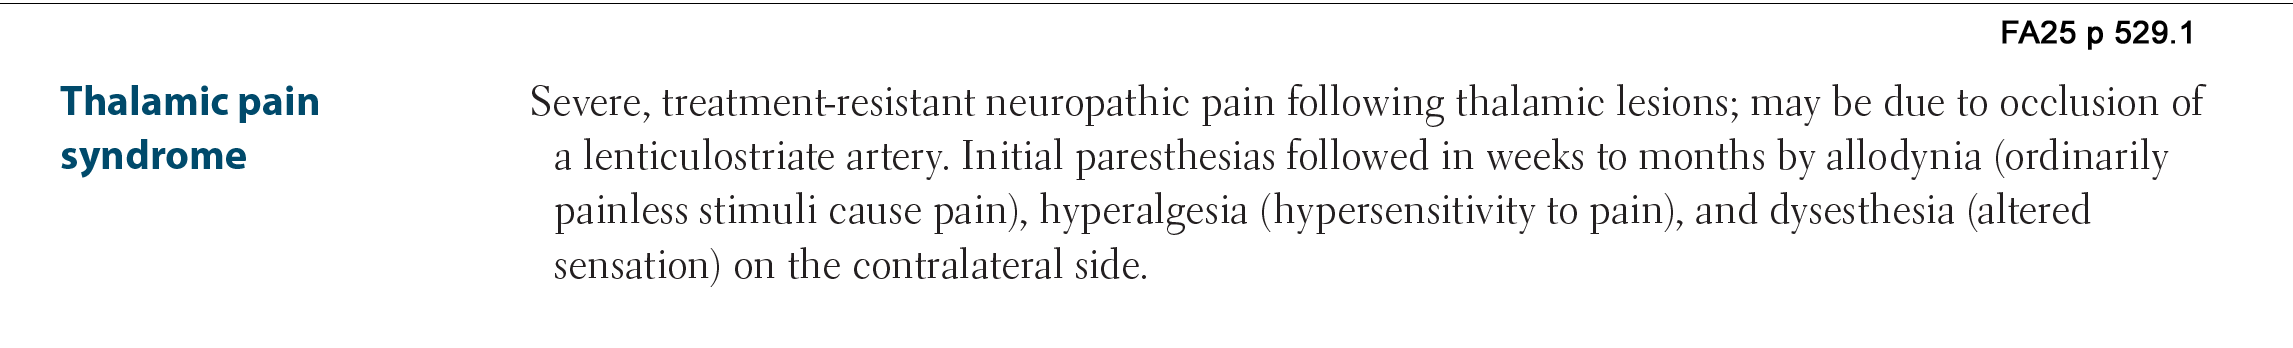 FA25 p 529.1
Thalamic pain
syndrome
Severe, treatment-resistant neuropathic pain following thalamic lesions; may be due to occlusion of
a lenticulostriate artery. Initial paresthesias followed in weeks to months by allodynia (ordinarily
painless stimuli cause pain), hyperalgesia (hypersensitivity to pain), and dysesthesia (altered
sensation) on the contralateral side.